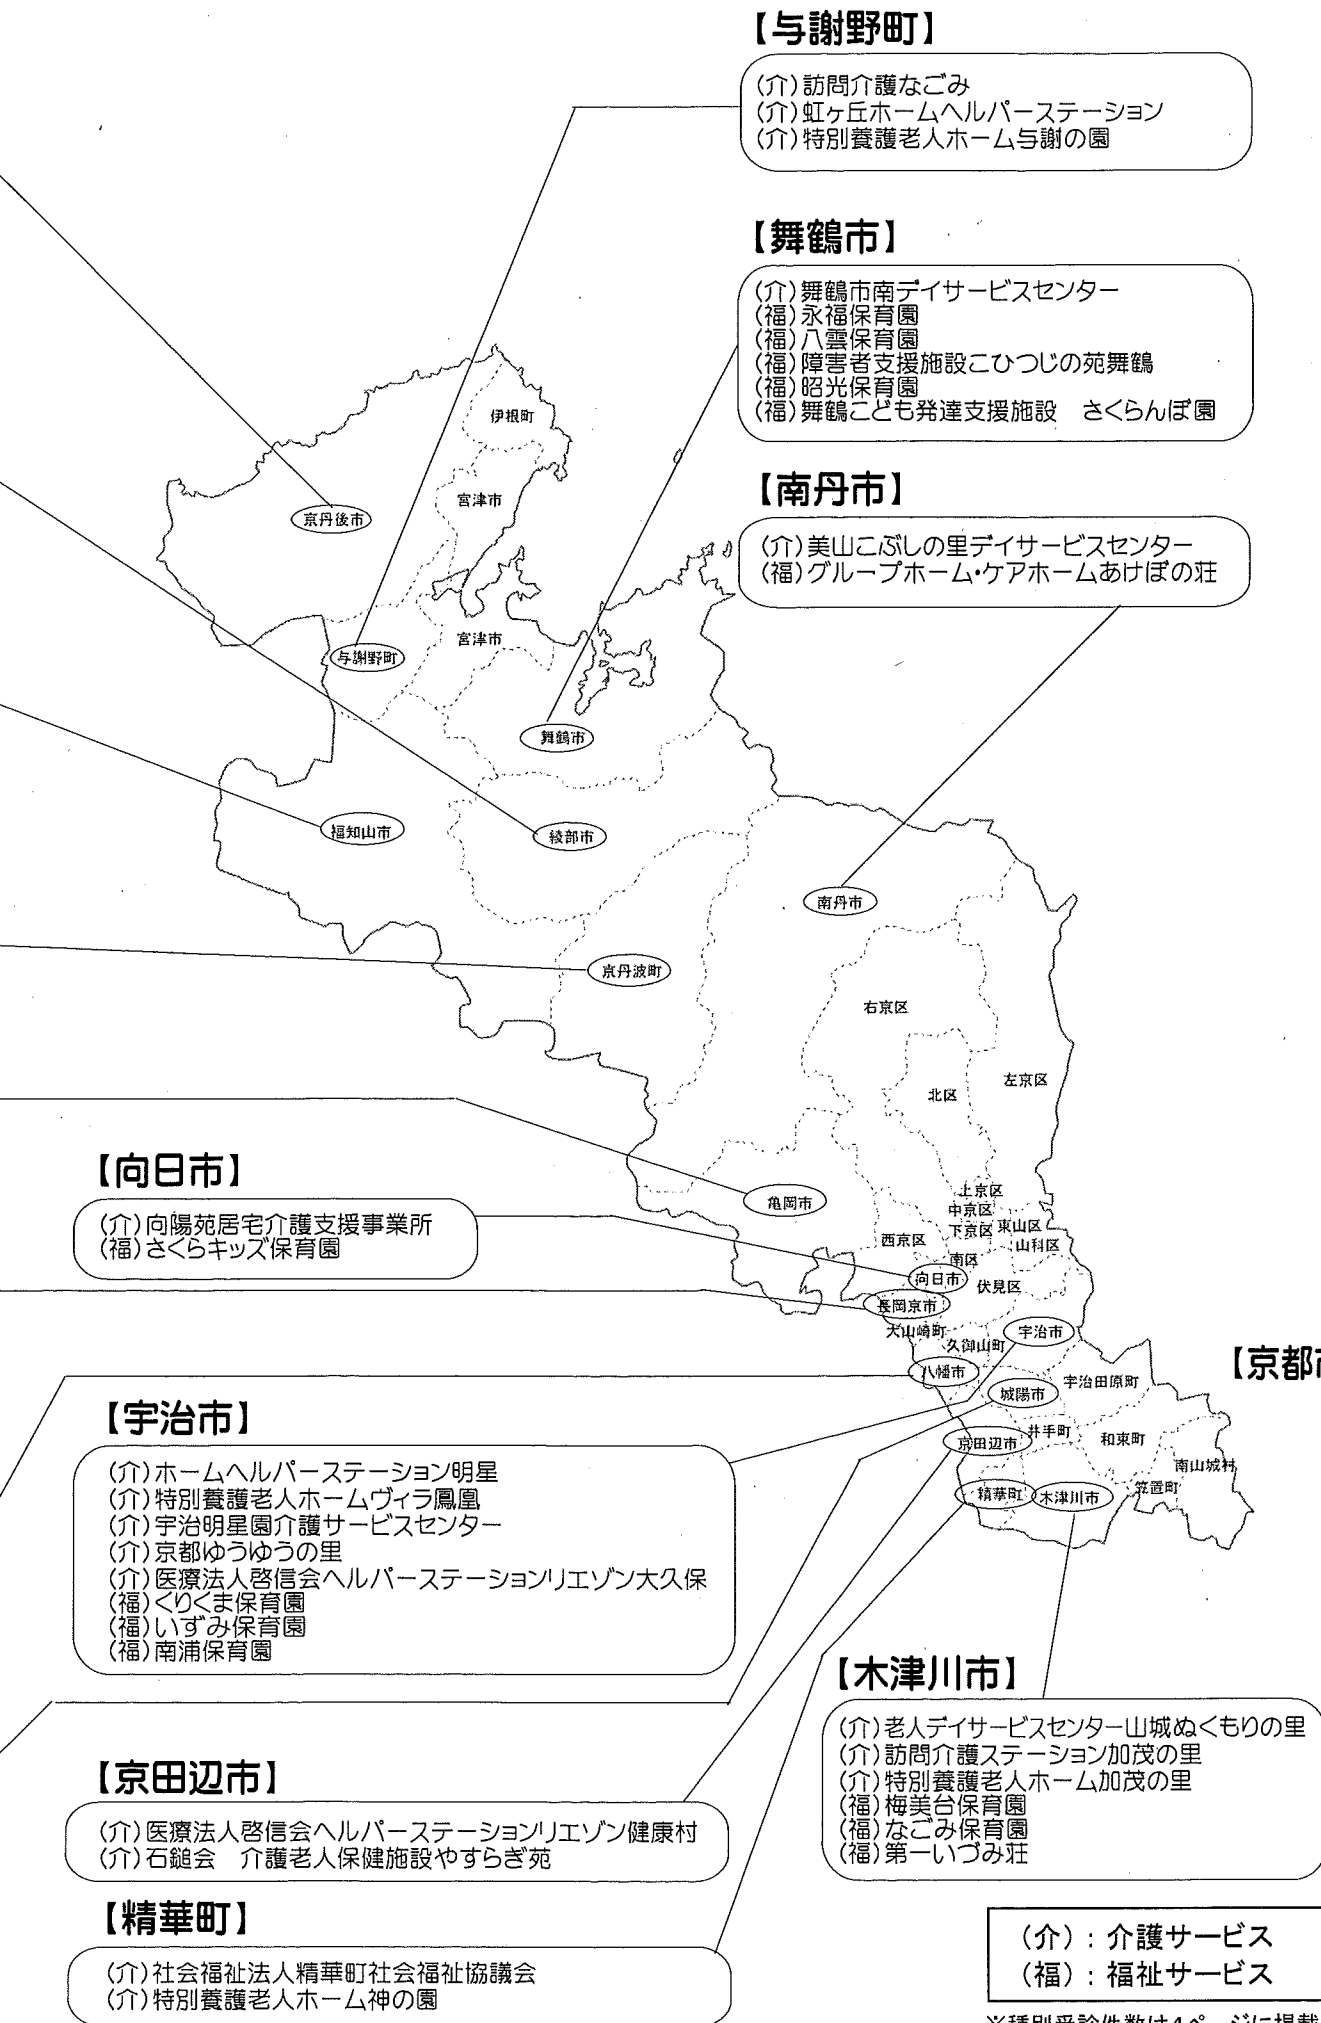 【与謝野町】
(介)訪問介護なごみ
(介)虹ヶ丘ホームヘルパーステーション
(介)特別養護老人ホーム与謝の園
【舞鶴市】
(介)舞鶴市南デイサービスセンター
(福)永福保育園
(福)八雲保育園
(福)障害者支援施設こひつじの苑舞鶴
(福)昭光保育園
(福)舞鶴こども発達支援施設　さくらんぼ園
【南丹市】
(介)美山こぶしの里デイサービスセンター
(福)グループホーム・ケアホームあけぼの荘
伊根町
宮津市
京丹後市
宮津市
与謝野町
舞鶴市
福知山市
綾部市
南丹市
京丹波町
右京区
左京区
北区
亀岡市
上京区
中京区
下京区
東山区
山科区
西京区
南区
向日市
伏見区
長岡京市
大山崎町
久御山町
宇治市
八幡市
城陽市
宇治田原町
京田辺市
井手町
和束町
南山城村
笠置町
精華町
木津川市
【向日市】
(介)向陽苑居宅介護支援事業所
(福)さくらキッズ保育園
【京都
【宇治市】
(介)ホームヘルパーステーション明星
(介)特別養護老人ホームヴィラ鳳凰
(介)宇治明星園介護サービスセンター
(介)京都ゆうゆうの里
(介)医療法人啓信会ヘルパーステーションリエゾン大久保
(福)くりくま保育園
(福)いずみ保育園
(福)南浦保育園
【木津川市】
(介)老人デイサービスセンター山城ぬくもりの里
(介)訪問介護ステーション加茂の里
(介)特別養護老人ホーム加茂の里
(福)梅美台保育園
(福)なごみ保育園
(福)第一いづみ荘
【京田辺市】
(介)医療法人啓信会ヘルパーステーションリエゾン健康村
(介)石鎚会　介護老人保健施設やすらぎ苑
【精華町】
(介)社会福祉法人精華町社会福祉協議会
(介)特別養護老人ホーム神の園
(介)：介護サービス
(福)：福祉サービス
※種別受診件数は4ページに掲載